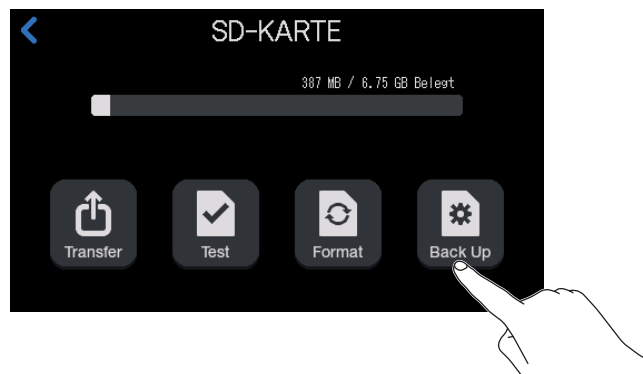 SD-KARTE
387 MB / 6.75 GB Belegt
Transfer
Test
Format
Back Up